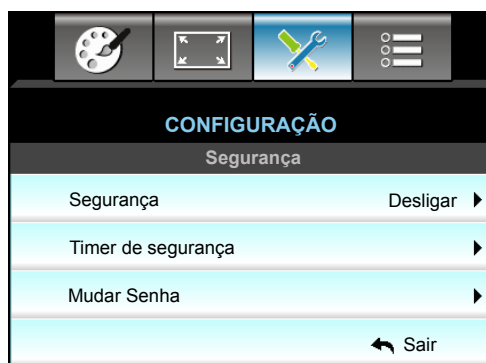 CONFIGURAÇÃO
Segurança
Segurança Desligar
Timer de segurança
Mudar Senha
Sair